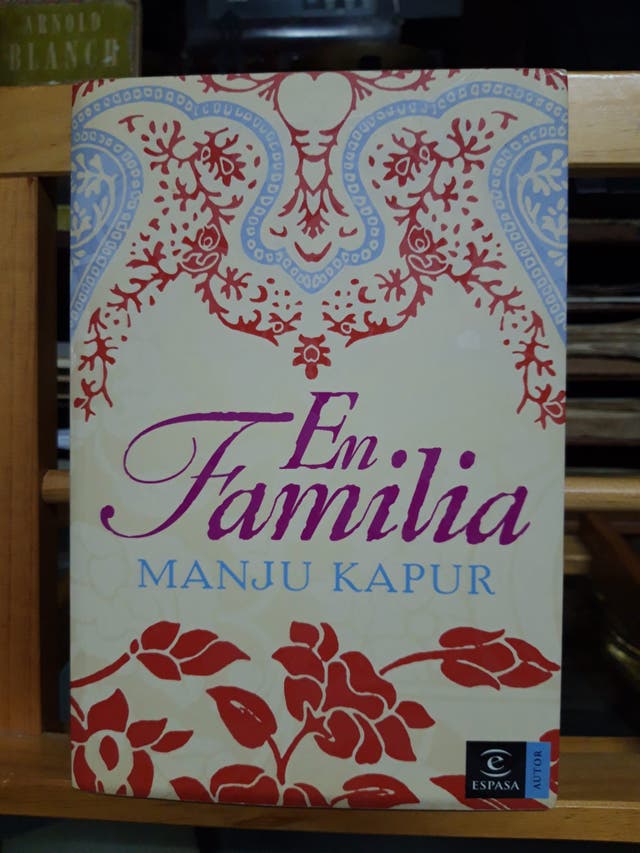 ARNOLD
BLANCH
En
Familia
MANJU KAPUR
e
ESPASA
AUTOR